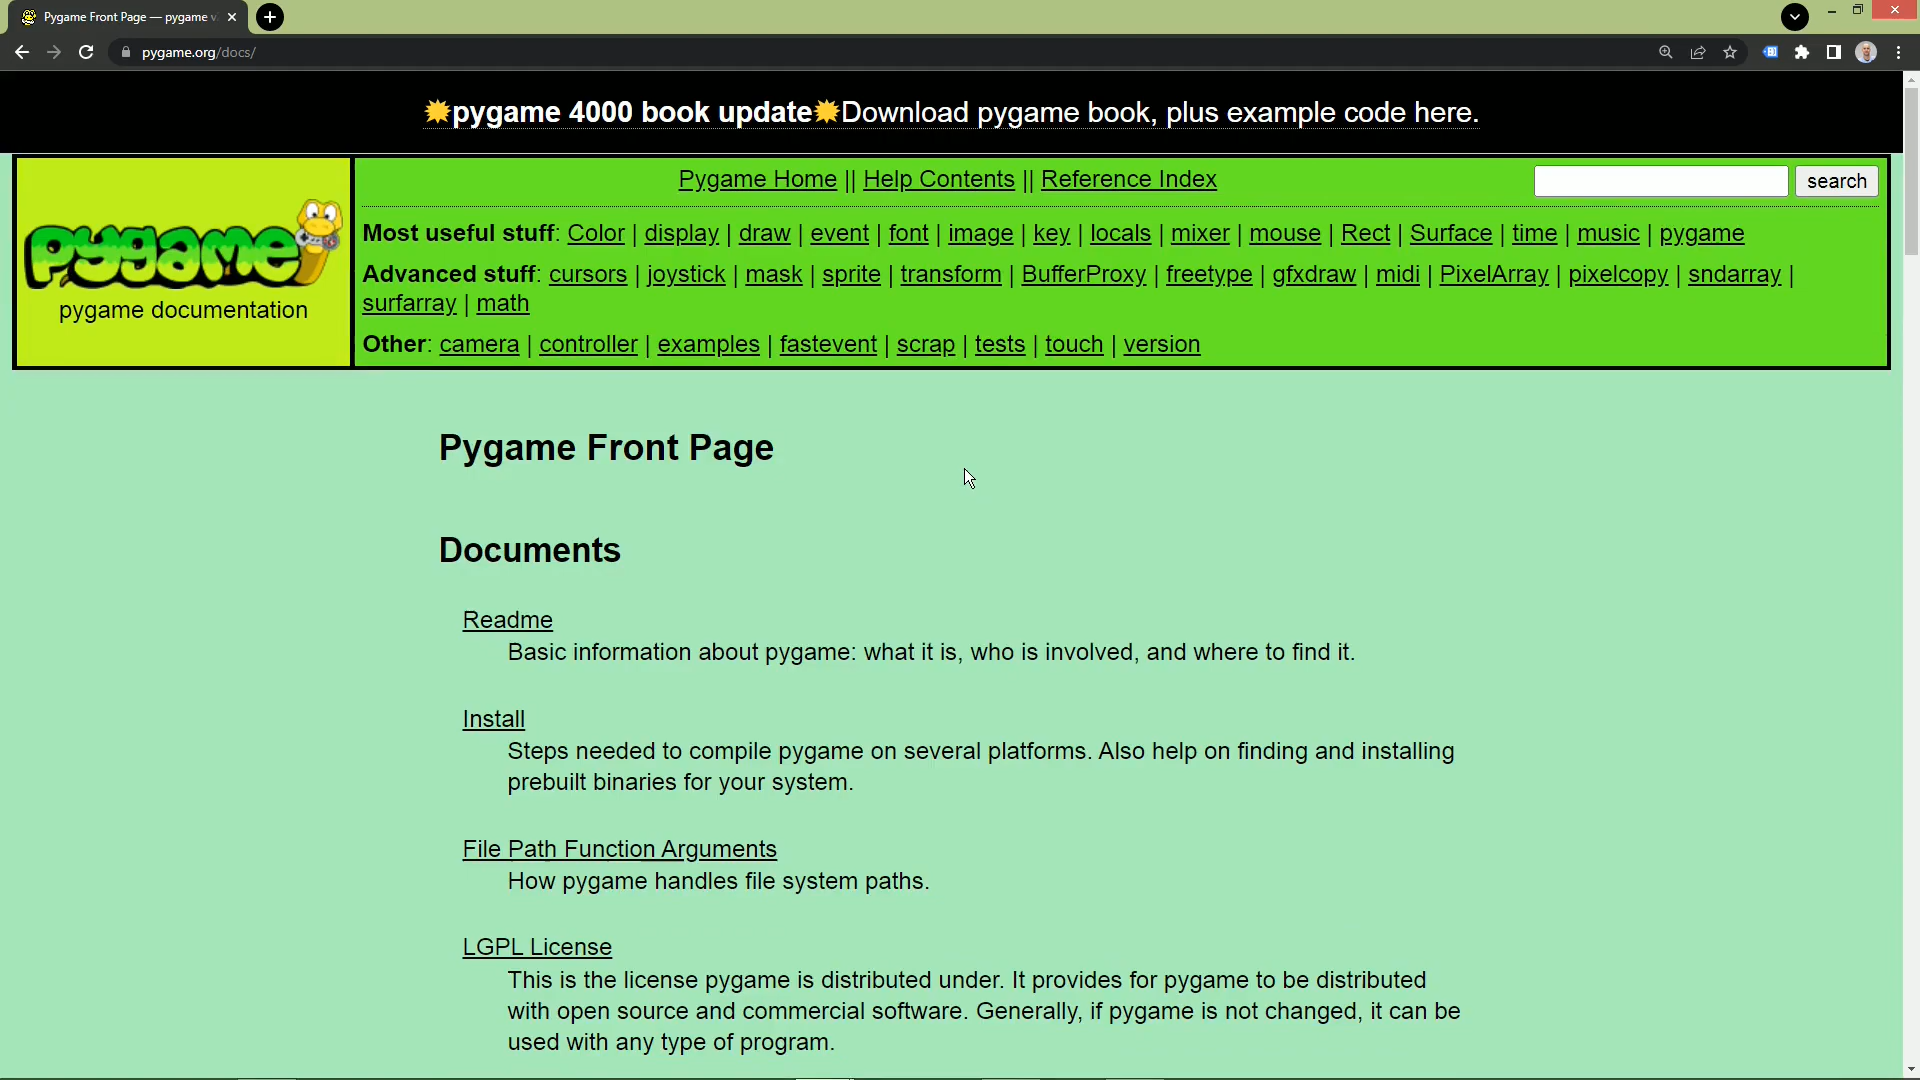 Pygame Front Page — pygame v
pygame.org/docs/
pygame 4000 book update Download pygame book, plus example code here.
pygame
pygame documentation
Pygame Home || Help Contents || Reference Index
search
Most useful stuff: Color | display | draw | event | font | image | key | locals | mixer | mouse | Rect | Surface | time | music | pygame
Advanced stuff: cursors | joystick | mask | sprite | transform | BufferProxy | freetype | gfxdraw | midi | PixelArray | pixelcopy | sndarray |
surfarray | math
Other: camera | controller | examples | fastevent | scrap | tests | touch | version
Pygame Front Page
Documents
Readme
Basic information about pygame: what it is, who is involved, and where to find it.
Install
Steps needed to compile pygame on several platforms. Also help on finding and installing
prebuilt binaries for your system.
File Path Function Arguments
How pygame handles file system paths.
LGPL License
This is the license pygame is distributed under. It provides for pygame to be distributed
with open source and commercial software. Generally, if pygame is not changed, it can be
used with any type of program.